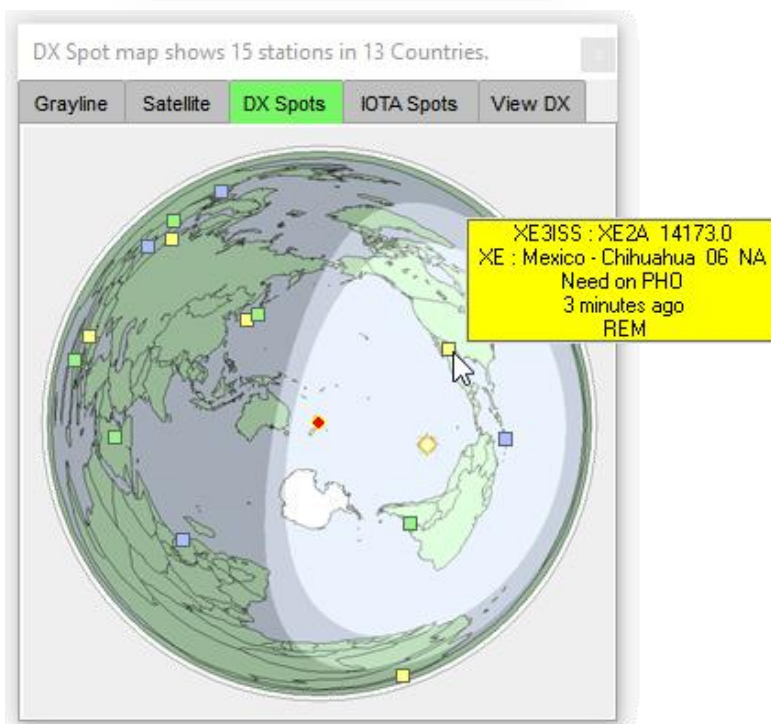 DX Spot map shows 15 stations in 13 Countries.
Grayline Satellite DX Spots IOTA Spots View DX
XE3ISS : XE2A 14173.0
XE : Mexico - Chihuahua 06 NA
Need on PHO
3 minutes ago
REM